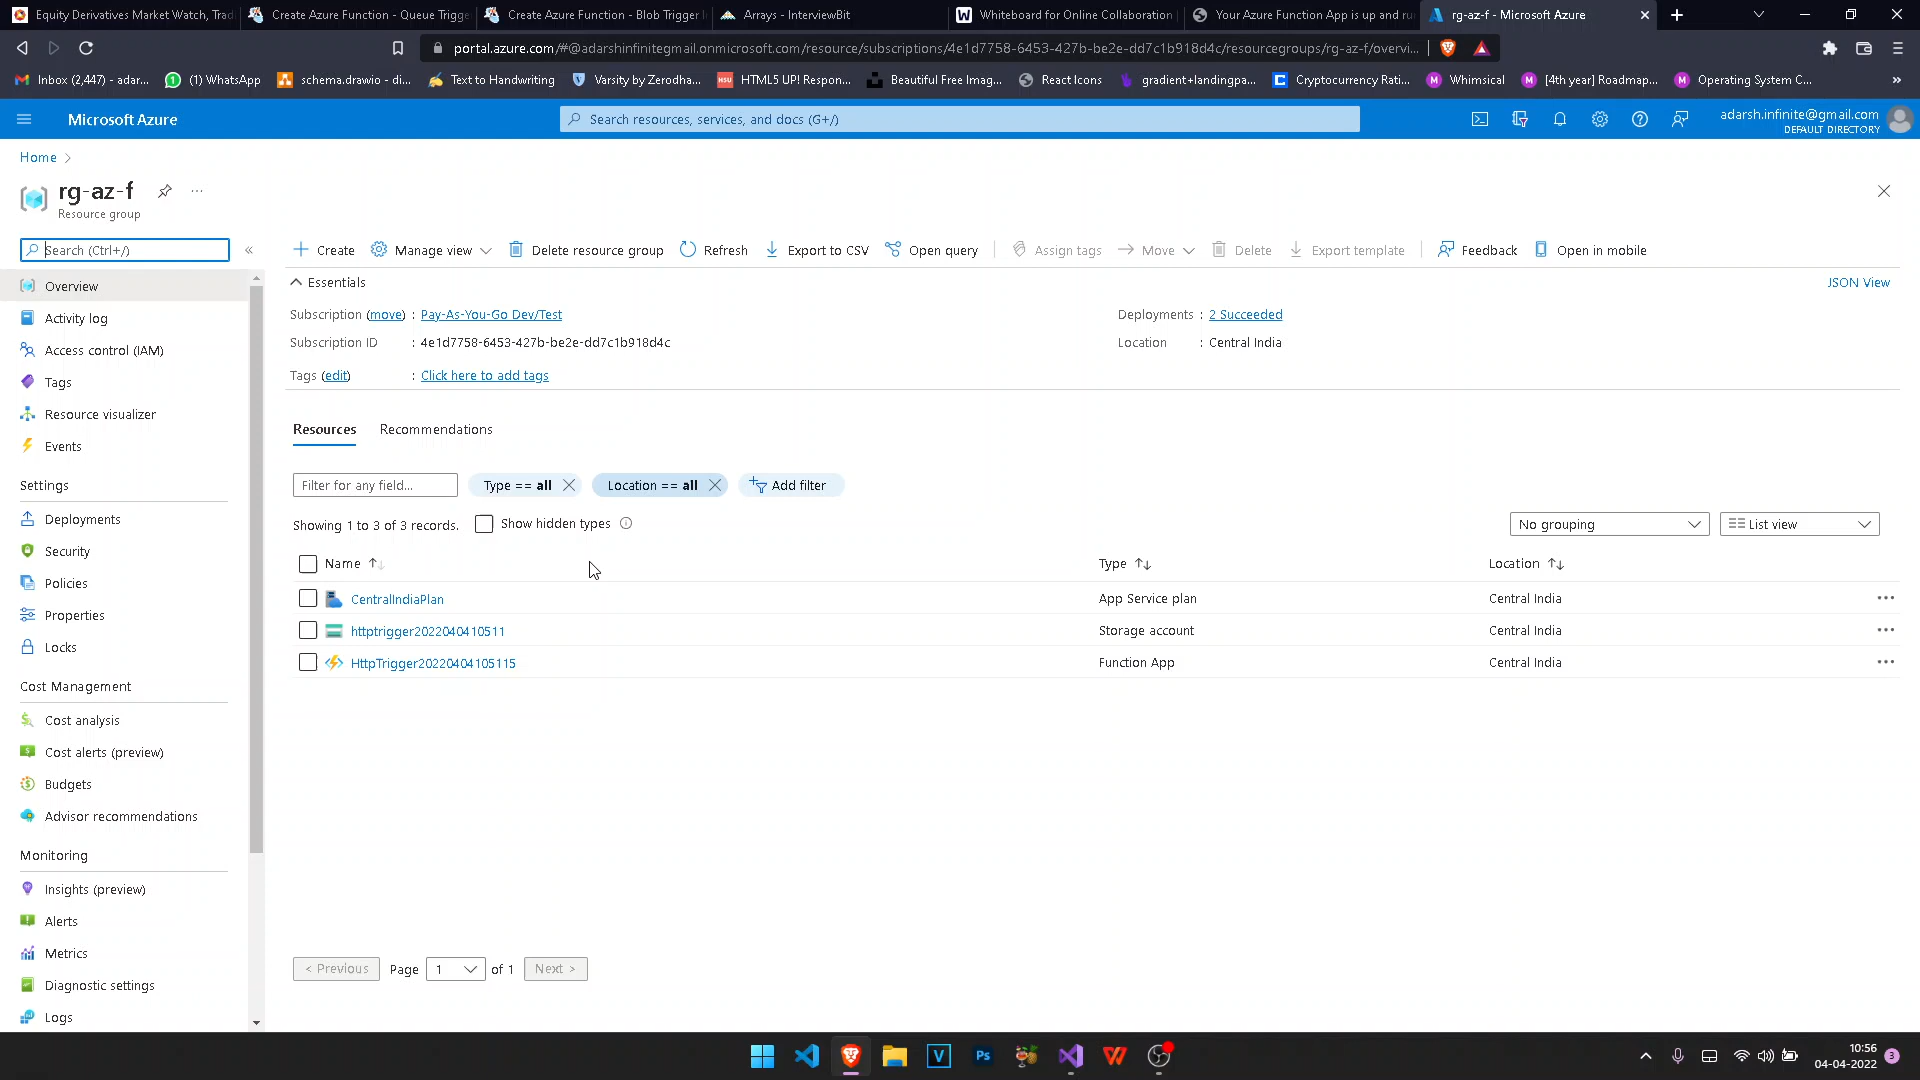 Equity Derivatives Market Watch, Trad
Create Azure Function - Queue Trigge
Create Azure Function - Blob Trigger i
Arrays - InterviewBit
Whiteboard for Online Collaboration
Your Azure Function App is up and ru
rg-az-f - Microsoft Azure
portal.azure.com/#@adarshinfinitegmail.onmicrosoft.com/resource/subscriptions/4e1d7758-6453-427b-be2e-dd7c1b918d4c/resourcegroups/rg-az-f/overvi...
Inbox (2,447) - adar...
(1) WhatsApp
schema.drawio - di...
Text to Handwriting
Varsity by Zerodha...
HTML5 UP! Respon...
Beautiful Free Imag...
React Icons
gradient+landingpa...
Cryptocurrency Rati...
Whimsical
[4th year] Roadmap...
Operating System C...
»
Microsoft Azure
Search resources, services, and docs (G+/)
adarsh.infinite@gmail.com
DEFAULT DIRECTORY
Home >
rg-az-f
Resource group
Search (Ctrl+/)
«
Create
Manage view
Delete resource group
Refresh
Export to CSV
Open query
Assign tags
Move
Delete
Export template
Feedback
Open in mobile
Overview
Activity log
Access control (IAM)
Tags
Resource visualizer
Events
Settings
Deployments
Security
Policies
Properties
Locks
Cost Management
Cost analysis
Cost alerts (preview)
Budgets
Advisor recommendations
Monitoring
Insights (preview)
Alerts
Metrics
Diagnostic settings
Logs
Essentials
JSON View
Subscription (move) : Pay-As-You-Go Dev/Test
Deployments : 2 Succeeded
Subscription ID : 4e1d7758-6453-427b-be2e-dd7c1b918d4c
Location : Central India
Tags (edit) : Click here to add tags
Resources
Recommendations
Filter for any field...
Type == all
Location == all
Add filter
Showing 1 to 3 of 3 records.
Show hidden types
No grouping
List view
Name
Type
Location
CentralIndiaPlan
App Service plan
Central India
httptrigger2022040410511
Storage account
Central India
HttpTrigger20220404105115
Function App
Central India
< Previous
Page
1
of 1
Next >
V
Ps
10:56
04-04-2022
3